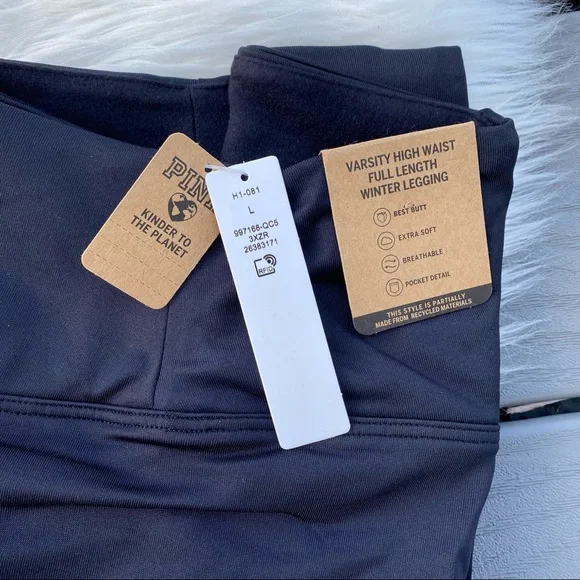 PINK
KINDER TO
THE PLANET
H1-081
L
997168-QC5
3XZR
26383171
RFID
VARSITY HIGH WAIST
FULL LENGTH
WINTER LEGGING
BEST BUTT
EXTRA SOFT
BREATHABLE
POCKET DETAIL
THIS STYLE IS PARTIALLY
MADE FROM RECYCLED MATERIALS